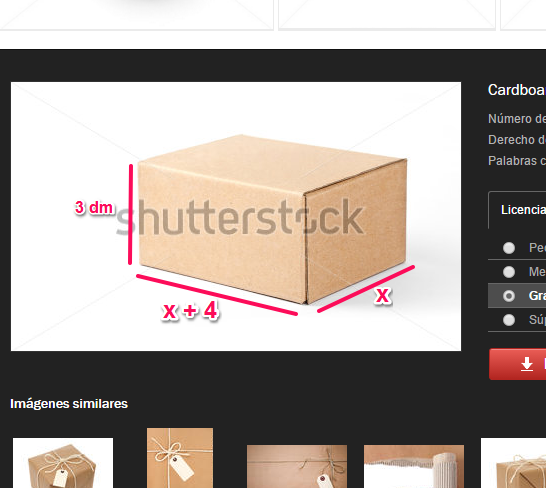 Cardboa
Número de
Derecho d
Palabras c
3 dm
shutterstock
Licencia
Pe
Me
x + 4
x
Gra
Súp
Imágenes similares